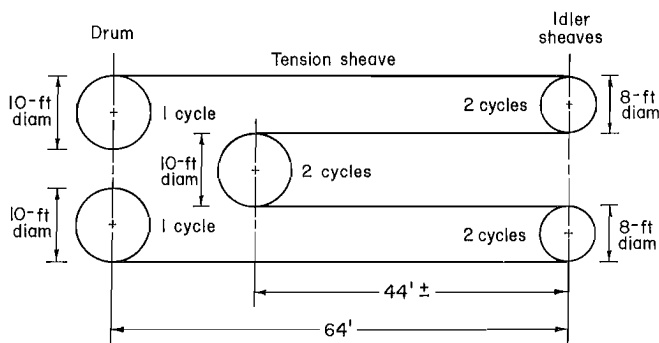 Drum
Idler
sheaves
Tension sheave
10-ft
diam
1 cycle
2 cycles
8-ft
diam
10-ft
diam
2 cycles
10-ft
diam
1 cycle
2 cycles
8-ft
diam
44' ±
64'